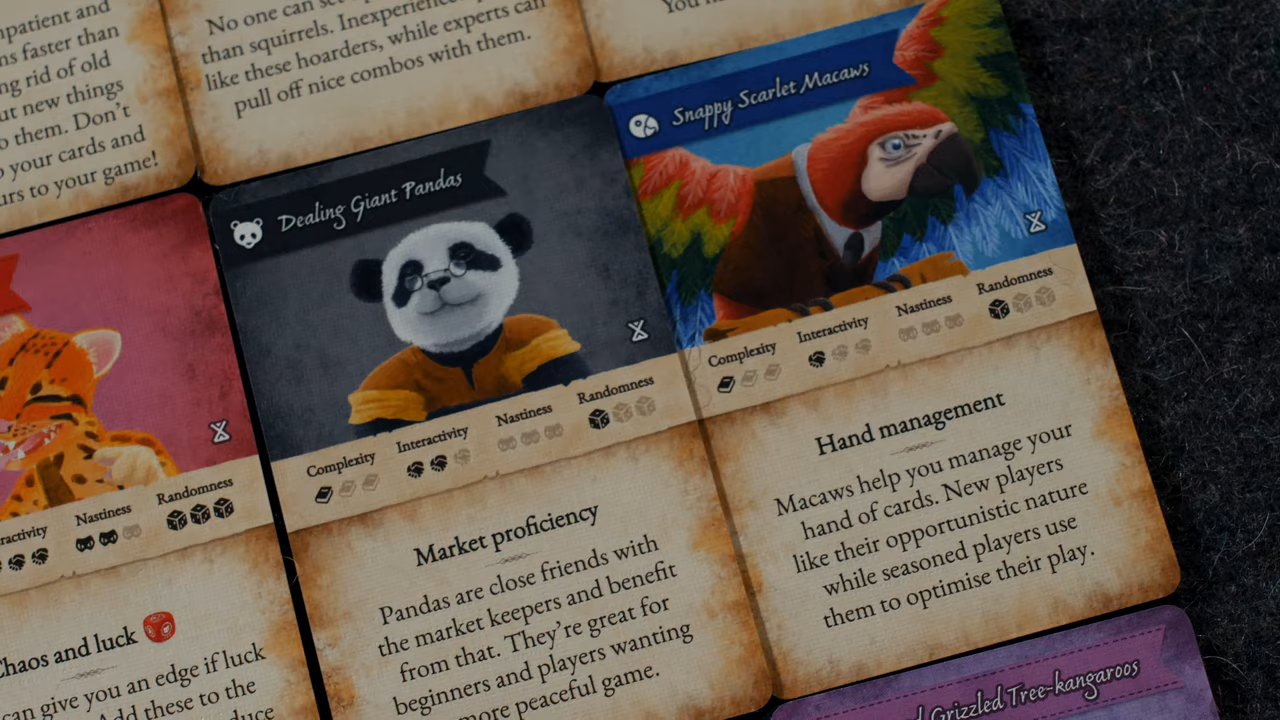 patient and
ns faster than
ng rid of old
ut new things
o them. Don't
your cards and
urs to your game!
No one can set
than squirrels. Inexperienced
like these hoarders, while experts can
pull off nice combos with them.
You
Dealing Giant Pandas
Complexity Interactivity Nastiness Randomness
Market proficiency
Pandas are close friends with
the market keepers and benefit
from that. They're great for
beginners and players wanting
more peaceful game.
Snappy Scarlet Macaws
Complexity Interactivity Nastiness Randomness
Hand management
Macaws help you manage your
hand of cards. New players
like their opportunistic nature
while seasoned players use
them to optimise their play.
ractivity Nastiness Randomness
Chaos and luck
can give you an edge if luck
Add these to the
duce
Grizzled Tree-kangaroos